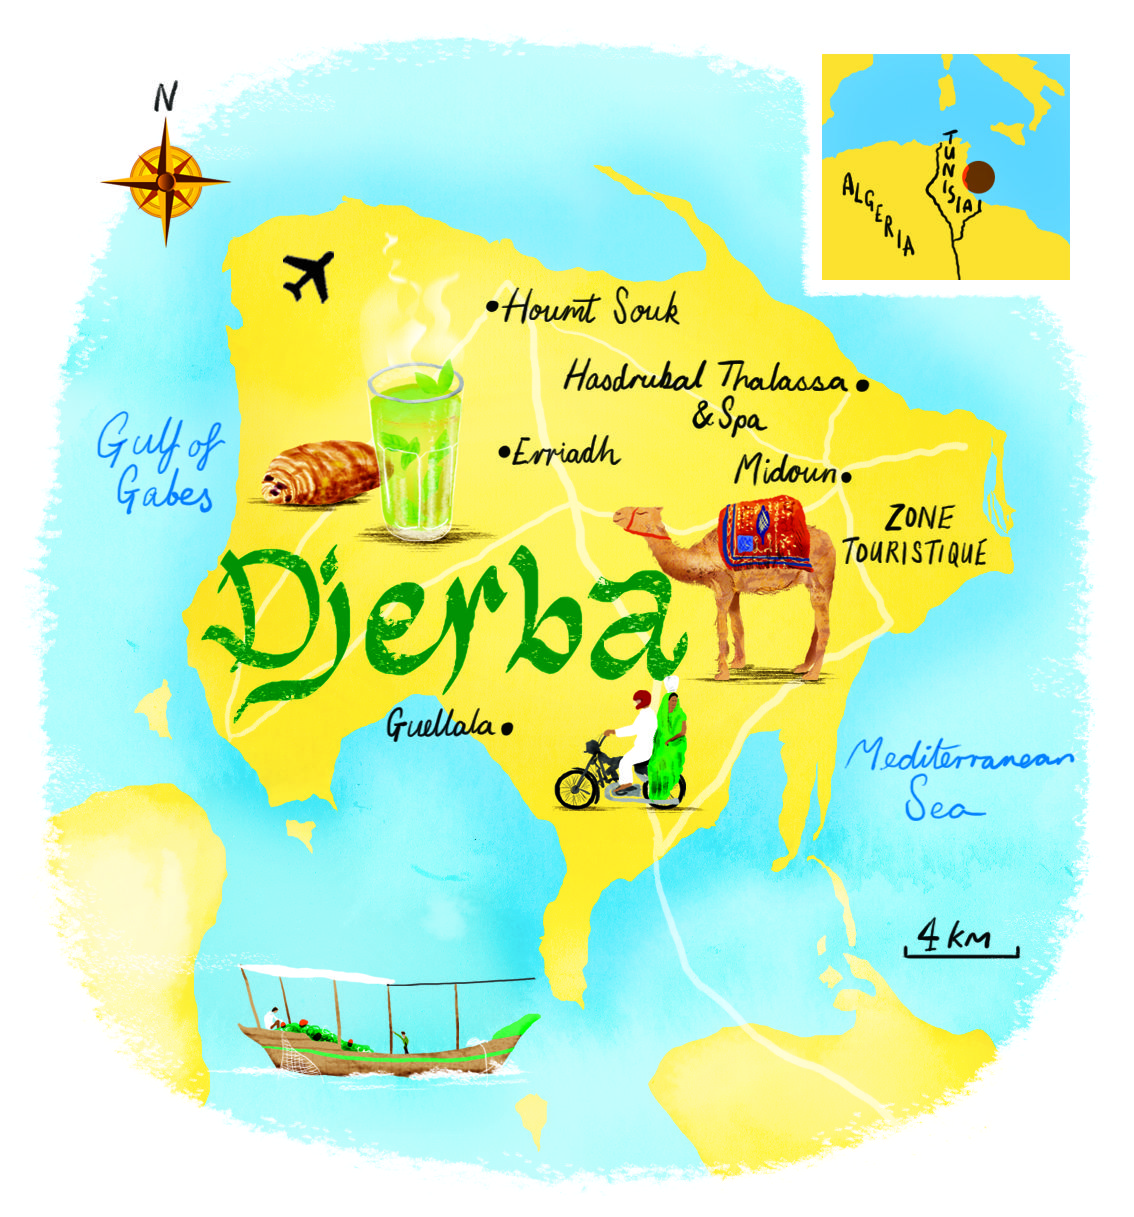 N
TUNISIA
ALGERIA
Houmt Souk
Hasdrubal Thalassa
& Spa
Gulf of
Gabes
Erriadh
Midoun
ZONE
TOURISTIQUE
Djerba
Guellala
Mediterranean
Sea
4 KM